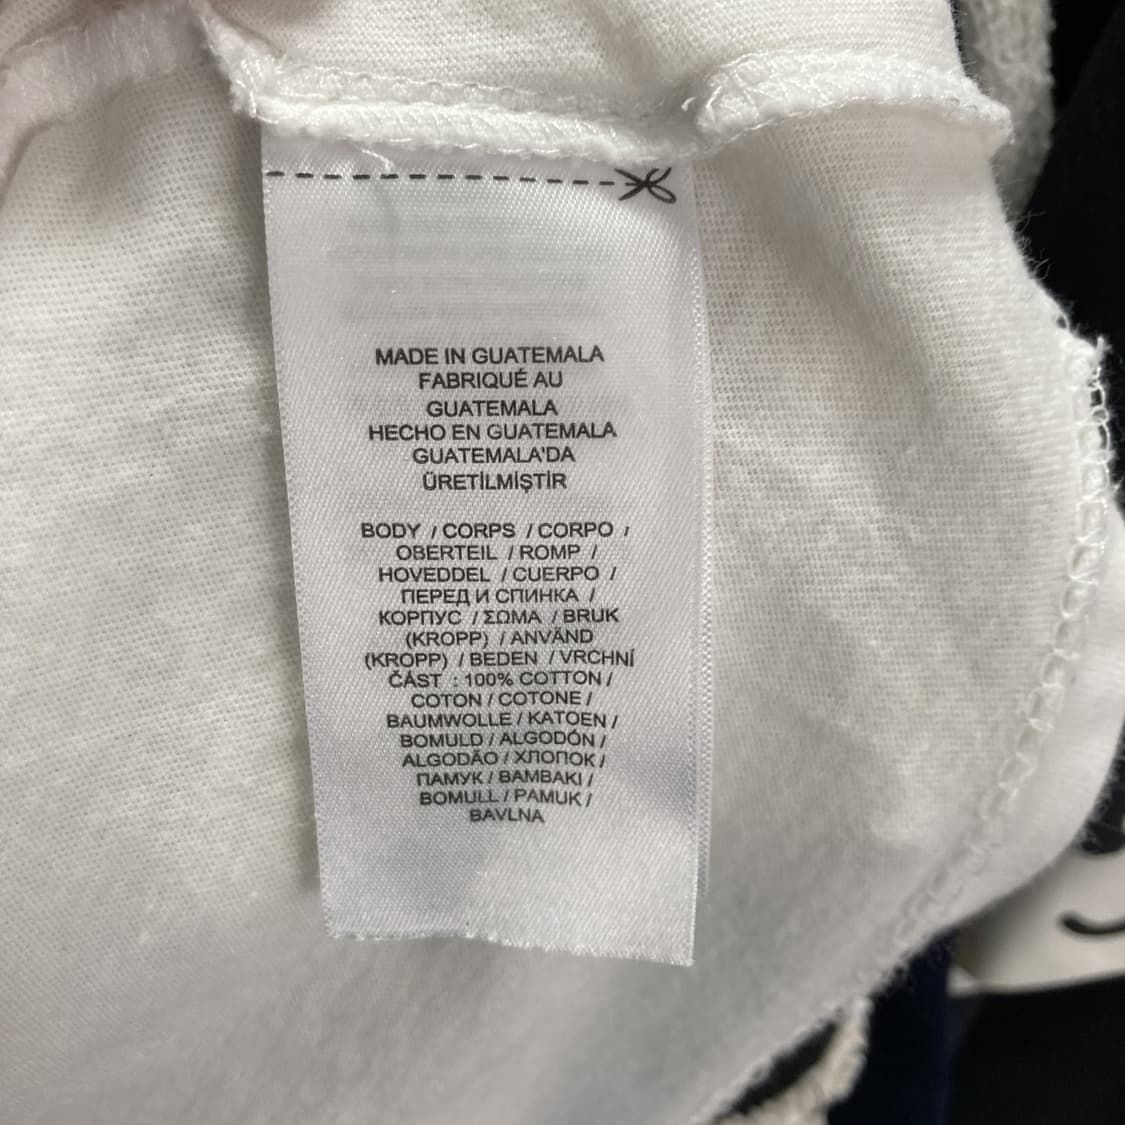 MADE IN GUATEMALA
FABRIQUÉ AU
GUATEMALA
HECHO EN GUATEMALA
GUATEMALA'DA
ÜRETİLMİŞTİR
BODY / CORPS / CORPO /
OBERTEIL / ROMP /
HOVEDDEL / CUERPO /
ПЕРЕД И СПИНКА /
КОРПУС / ΣΩΜΑ / BRUK
(KROPP) / ANVÄND
(KROPP) / BEDEN / VRCHNÍ
ČÁST : 100% COTTON /
COTON / COTONE /
BAUMWOLLE / KATOEN /
BOMULD / ALGODÓN /
ALGODÃO / ХЛОПОК /
ПАМУК / ΒΑΜΒΑΚΙ /
BOMULL / PAMUK /
BAVLNA